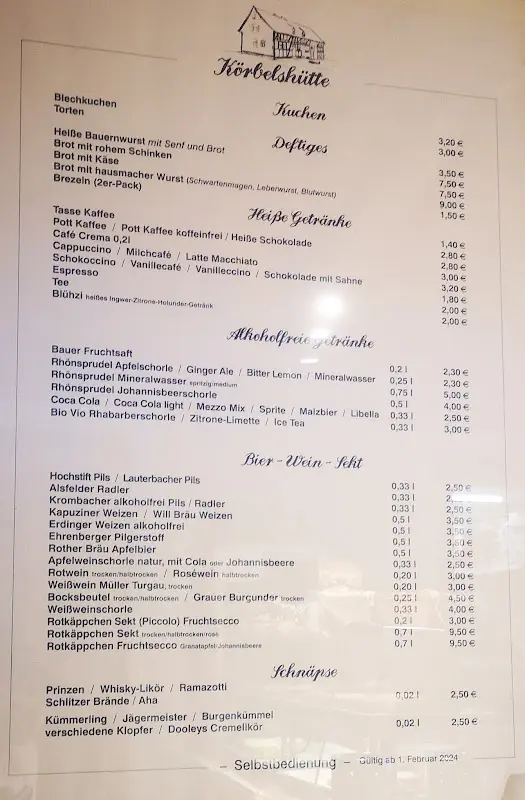 Körbelshütte
Kuchen
Blechkuchen 3,20 €
Torten 3,00 €
Deftiges
Heiße Bauernwurst mit Senf und Brot 3,50 €
Brot mit rohem Schinken 7,50 €
Brot mit Käse 7,50 €
Brot mit hausmacher Wurst (Schwartenmagen, Leberwurst, Blutwurst) 9,00 €
Brezeln (2er-Pack) 1,50 €
Heiße Getränke
Tasse Kaffee 1,40 €
Pott Kaffee / Pott Kaffee koffeinfrei / Heiße Schokolade 2,80 €
Café Crema 0,2l 2,80 €
Cappuccino / Milchcafé / Latte Macchiato 3,00 €
Schokoccino / Vanillecafé / Vanilleccino / Schokolade mit Sahne 3,20 €
Espresso 1,80 €
Tee 2,00 €
Blühzi heißes Ingwer-Zitrone-Holunder-Getränk 2,00 €
Alkoholfreie Getränke
Bauer Fruchtsaft 0,2 l 2,30 €
Rhönsprudel Apfelschorle / Ginger Ale / Bitter Lemon / Mineralwasser 0,25 l 2,30 €
Rhönsprudel Mineralwasser spritzig/medium 0,75 l 5,00 €
Rhönsprudel Johannisbeerschorle 0,5 l 4,00 €
Coca Cola / Coca Cola light / Mezzo Mix / Sprite / Malzbier / Libella 0,33 l 2,50 €
Bio Vio Rhabarberschorle / Zitrone-Limette / Ice Tea 0,33 l 3,00 €
Bier - Wein - Sekt
Hochstift Pils / Lauterbacher Pils 0,33 l 2,50 €
Alsfelder Radler 0,33 l €
Krombacher alkoholfrei Pils / Radler 0,33 l 2,50 €
Kapuziner Weizen / Will Bräu Weizen 0,5 l 3,50 €
Erdinger Weizen alkoholfrei 0,5 l 3,50 €
Ehrenberger Pilgerstoff 0,5 l 3,50 €
Rother Bräu Apfelbier 0,5 l 3,50 €
Apfelweinschorle natur, mit Cola oder Johannisbeere 0,33 l 2,50 €
Rotwein trocken/halbtrocken / Roséwein halbtrocken 0,20 l 3,00 €
Weißwein Müller Turgau, trocken 0,20 l 3,00 €
Bocksbeutel trocken/halbtrocken / Grauer Burgunder trocken 0,25 l 4,50 €
Weißweinschorle 0,33 l 4,00 €
Rotkäppchen Sekt (Piccolo) Fruchtsecco 0,2 l 3,00 €
Rotkäppchen Sekt trocken/halbtrocken/rosé 0,7 l 9,50 €
Rotkäppchen Fruchtsecco Granatapfel/Johannisbeere 0,7 l 9,50 €
Schnäpse
Prinzen / Whisky-Likör / Ramazotti
Schlitzer Brände / Aha 0,02 l 2,50 €
Kümmerling / Jägermeister / Burgenkümmel
verschiedene Klopfer / Dooleys Cremelikör 0,02 l 2,50 €
– Selbstbedienung – Gültig ab 1. Februar 2024